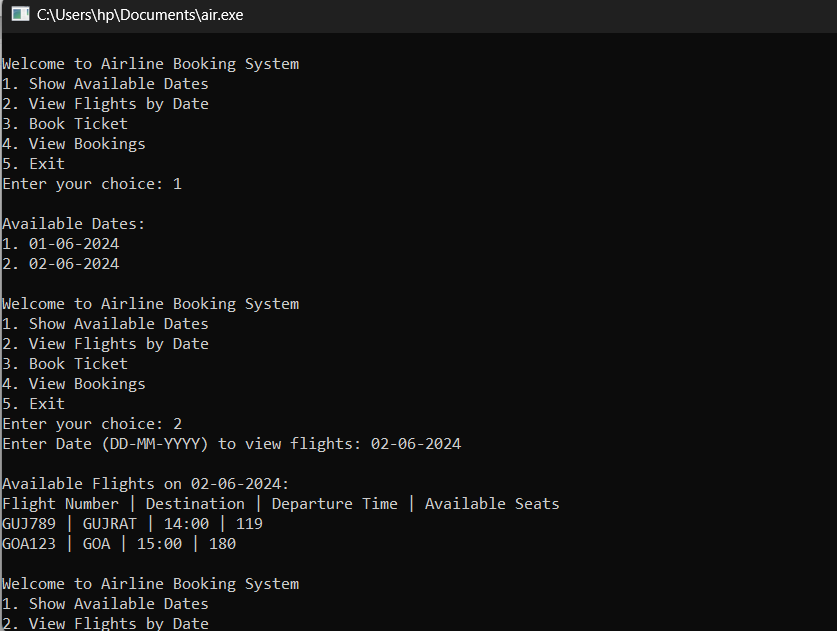 C:\Users\hp\Documents\air.exe
Welcome to Airline Booking System
1. Show Available Dates
2. View Flights by Date
3. Book Ticket
4. View Bookings
5. Exit
Enter your choice: 1
Available Dates:
1. 01-06-2024
2. 02-06-2024
Welcome to Airline Booking System
1. Show Available Dates
2. View Flights by Date
3. Book Ticket
4. View Bookings
5. Exit
Enter your choice: 2
Enter Date (DD-MM-YYYY) to view flights: 02-06-2024
Available Flights on 02-06-2024:
Flight Number | Destination | Departure Time | Available Seats
GUJ789 | GUJRAT | 14:00 | 119
GOA123 | GOA | 15:00 | 180
Welcome to Airline Booking System
1. Show Available Dates
2. View Flights by Date